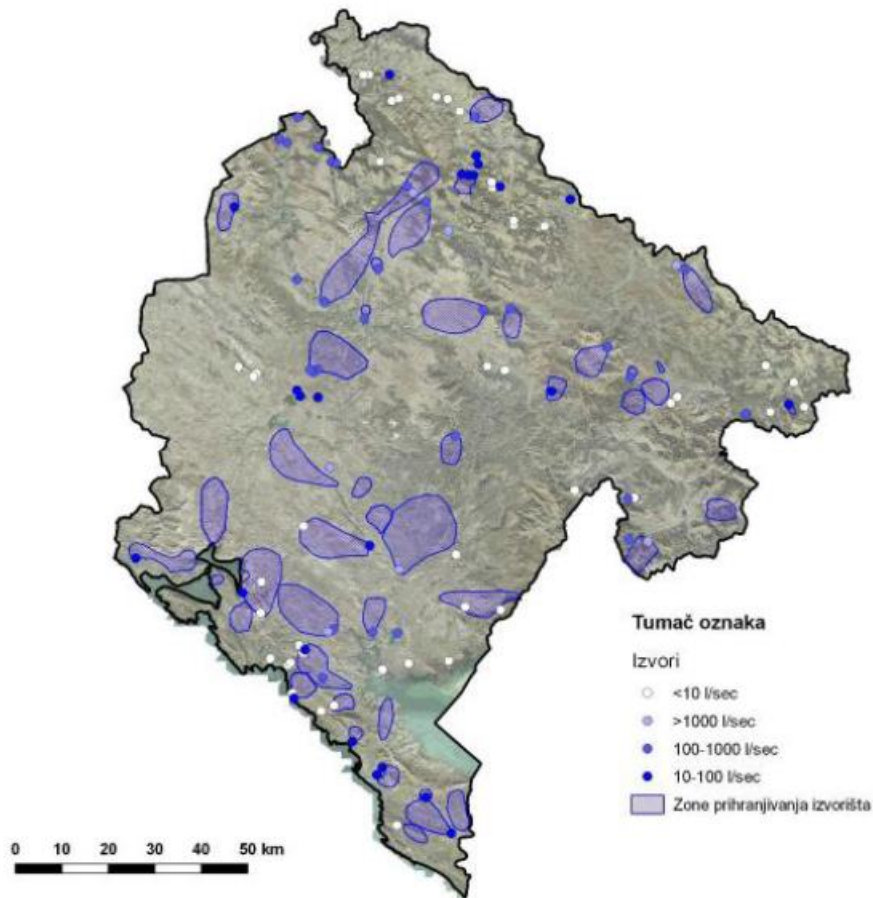 Tumač oznaka
Izvori
<10 l/sec
>1000 l/sec
100-1000 l/sec
10-100 l/sec
Zone prihranjivanja izvorišta
0 10 20 30 40 50 km